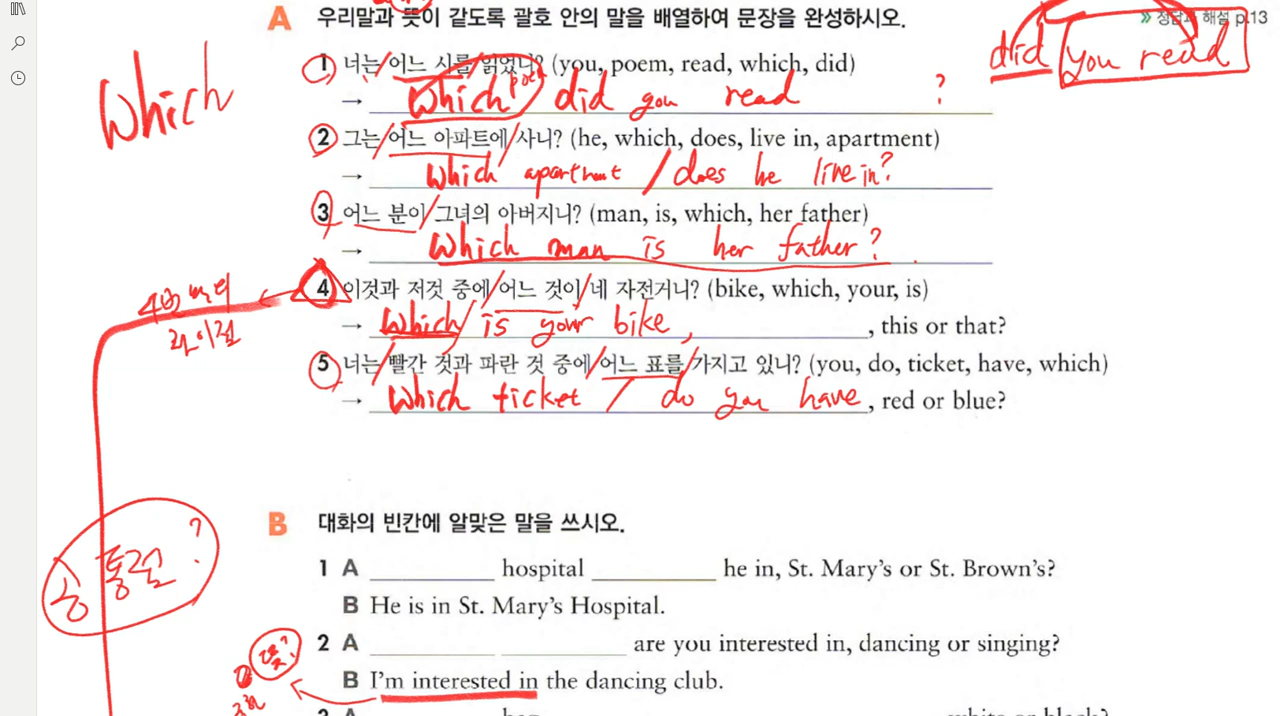 A 우리말과 뜻이 같도록 괄호 안의 말을 배열하여 문장을 완성하시오.
» 정답과 해설 p.13
did you read
Which
1 너는/어느 시를/읽었니? (you, poem, read, which, did)
→ Which poem did you read ?
2 그는/어느 아파트에/사니? (he, which, does, live in, apartment)
→ Which apartment / does he live in?
3 어느 분이/그녀의 아버지니? (man, is, which, her father)
→ Which man is her father?
4 이것과 저것 중에/어느 것이/네 자전거니? (bike, which, your, is)
→ Which / is your bike, , this or that?
5 너는/빨간 것과 파란 것 중에/어느 표를/가지고 있니? (you, do, ticket, have, which)
→ Which ticket / do you have, red or blue?
공통점?
B 대화의 빈칸에 알맞은 말을 쓰시오.
1 A ________ hospital ________ he in, St. Mary's or St. Brown's?
B He is in St. Mary's Hospital.
2 A ________ ________ are you interested in, dancing or singing?
B I'm interested in the dancing club.